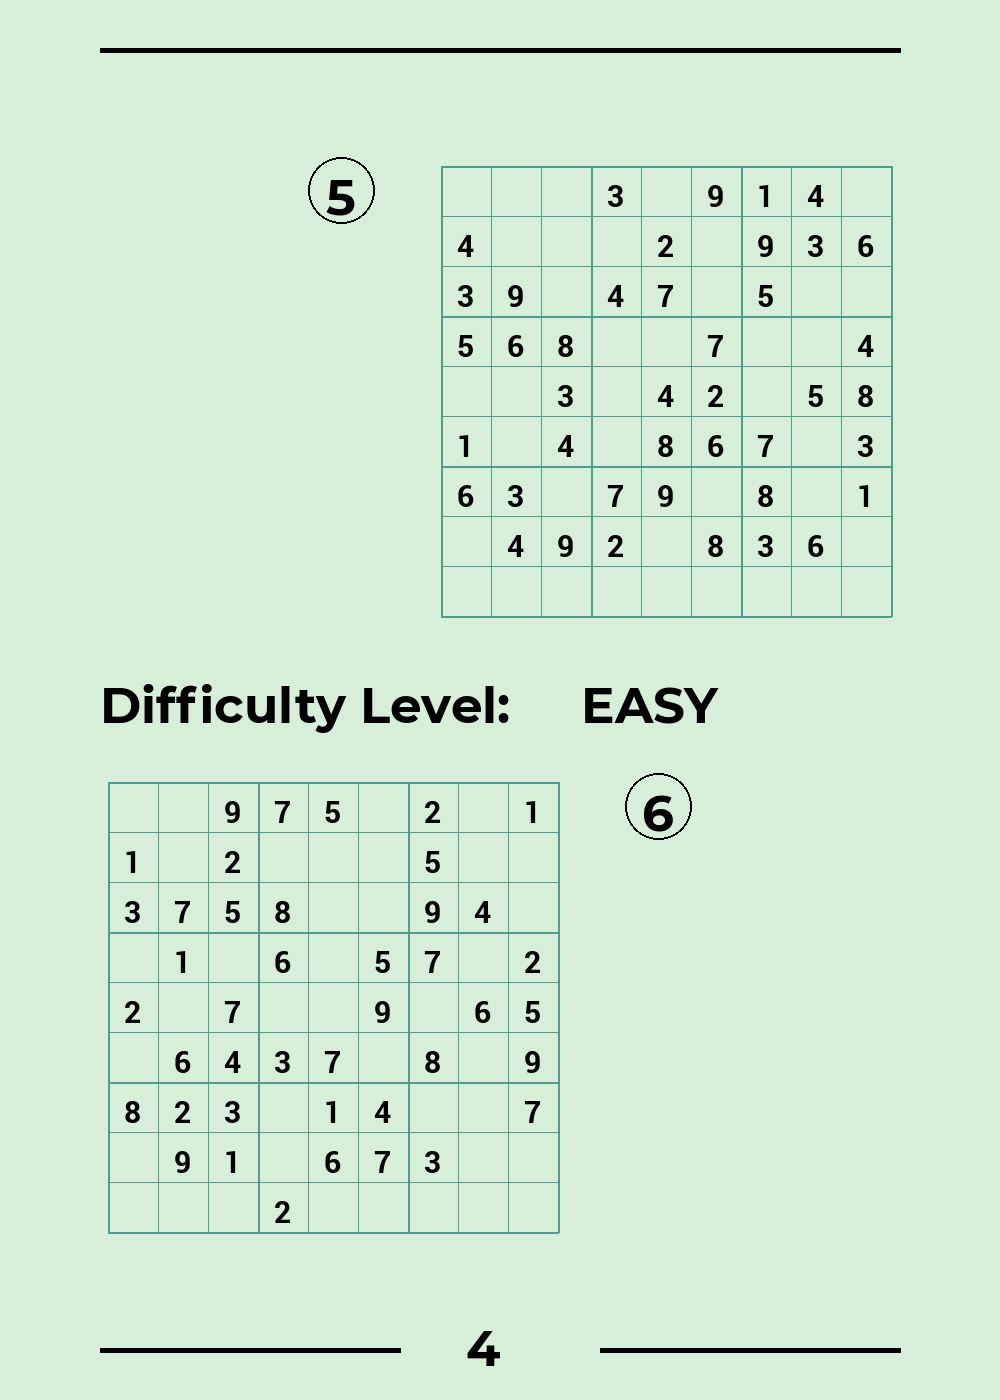 5
3 9 1 4
4 2 9 3 6
3 9 4 7 5
5 6 8 7 4
3 4 2 5 8
1 4 8 6 7 3
6 3 7 9 8 1
4 9 2 8 3 6
Difficulty Level: EASY
6
9 7 5 2 1
1 2 5
3 7 5 8 9 4
1 6 5 7 2
2 7 9 6 5
6 4 3 7 8 9
8 2 3 1 4 7
9 1 6 7 3
2
4